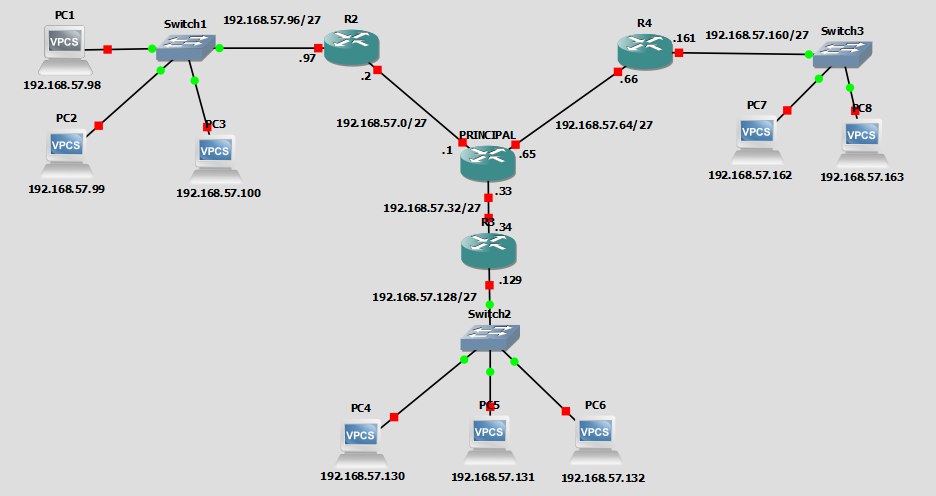 PC1
VPCS
192.168.57.98
Switch1
192.168.57.96/27
R2
.97
.2
PC2
VPCS
192.168.57.99
PC3
VPCS
192.168.57.100
192.168.57.0/27
R4
.161
192.168.57.160/27
Switch3
.66
192.168.57.64/27
PC7
VPCS
192.168.57.162
PC8
VPCS
192.168.57.163
PRINCIPAL
.1
.65
.33
192.168.57.32/27
R3
.34
.129
192.168.57.128/27
Switch2
PC4
VPCS
192.168.57.130
PC5
VPCS
192.168.57.131
PC6
VPCS
192.168.57.132